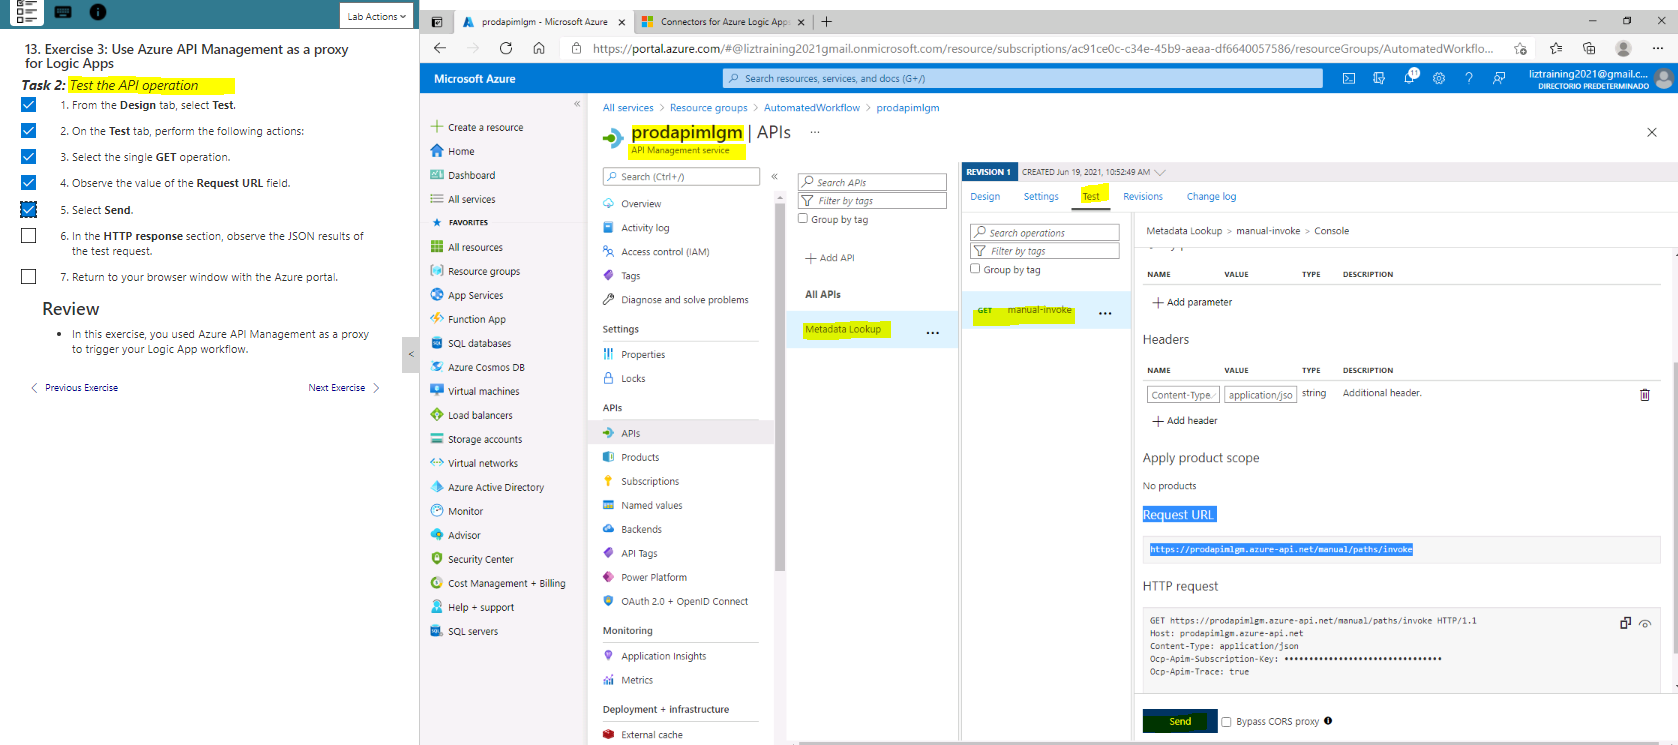 Lab Actions
13. Exercise 3: Use Azure API Management as a proxy
for Logic Apps
Task 2: Test the API operation
1. From the Design tab, select Test.
2. On the Test tab, perform the following actions:
3. Select the single GET operation.
4. Observe the value of the Request URL field.
5. Select Send.
6. In the HTTP response section, observe the JSON results of
the test request.
7. Return to your browser window with the Azure portal.
Review
• In this exercise, you used Azure API Management as a proxy
to trigger your Logic App workflow.
Previous Exercise
Next Exercise
prodapimlgm - Microsoft Azure
Connectors for Azure Logic App
https://portal.azure.com/#@liztraining2021gmail.onmicrosoft.com/resource/subscriptions/ac91ce0c-c34e-45b9-aeaa-df6640057586/resourceGroups/AutomatedWorkflo...
Microsoft Azure
Search resources, services, and docs (G+/)
11
liztraining2021@gmail.c...
DIRECTORIO PREDETERMINADO
Create a resource
Home
Dashboard
All services
FAVORITES
All resources
Resource groups
App Services
Function App
SQL databases
Azure Cosmos DB
Virtual machines
Load balancers
Storage accounts
Virtual networks
Azure Active Directory
Monitor
Advisor
Security Center
Cost Management + Billing
Help + support
SQL servers
All services > Resource groups > AutomatedWorkflow > prodapimlgm
prodapimlgm | APIs ...
API Management service
Search (Ctrl+/)
Overview
Activity log
Access control (IAM)
Tags
Diagnose and solve problems
Settings
Properties
Locks
APIs
APIs
Products
Subscriptions
Named values
Backends
API Tags
Power Platform
OAuth 2.0 + OpenID Connect
Monitoring
Application Insights
Metrics
Deployment + infrastructure
External cache
Search APIs
Filter by tags
Group by tag
Add API
All APIs
Metadata Lookup ...
REVISION 1 CREATED Jun 19, 2021, 10:52:49 AM
Design Settings Test Revisions Change log
Search operations
Filter by tags
Group by tag
GET manual-invoke ...
Metadata Lookup > manual-invoke > Console
NAME VALUE TYPE DESCRIPTION
Add parameter
Headers
NAME VALUE TYPE DESCRIPTION
Content-Type application/jso string Additional header.
Add header
Apply product scope
No products
Request URL
https://prodapimlgm.azure-api.net/manual/paths/invoke
HTTP request
GET https://prodapimlgm.azure-api.net/manual/paths/invoke HTTP/1.1
Host: prodapimlgm.azure-api.net
Content-Type: application/json
Ocp-Apim-Subscription-Key: ••••••••••••••••••••••••••••••••
Ocp-Apim-Trace: true
Send
Bypass CORS proxy